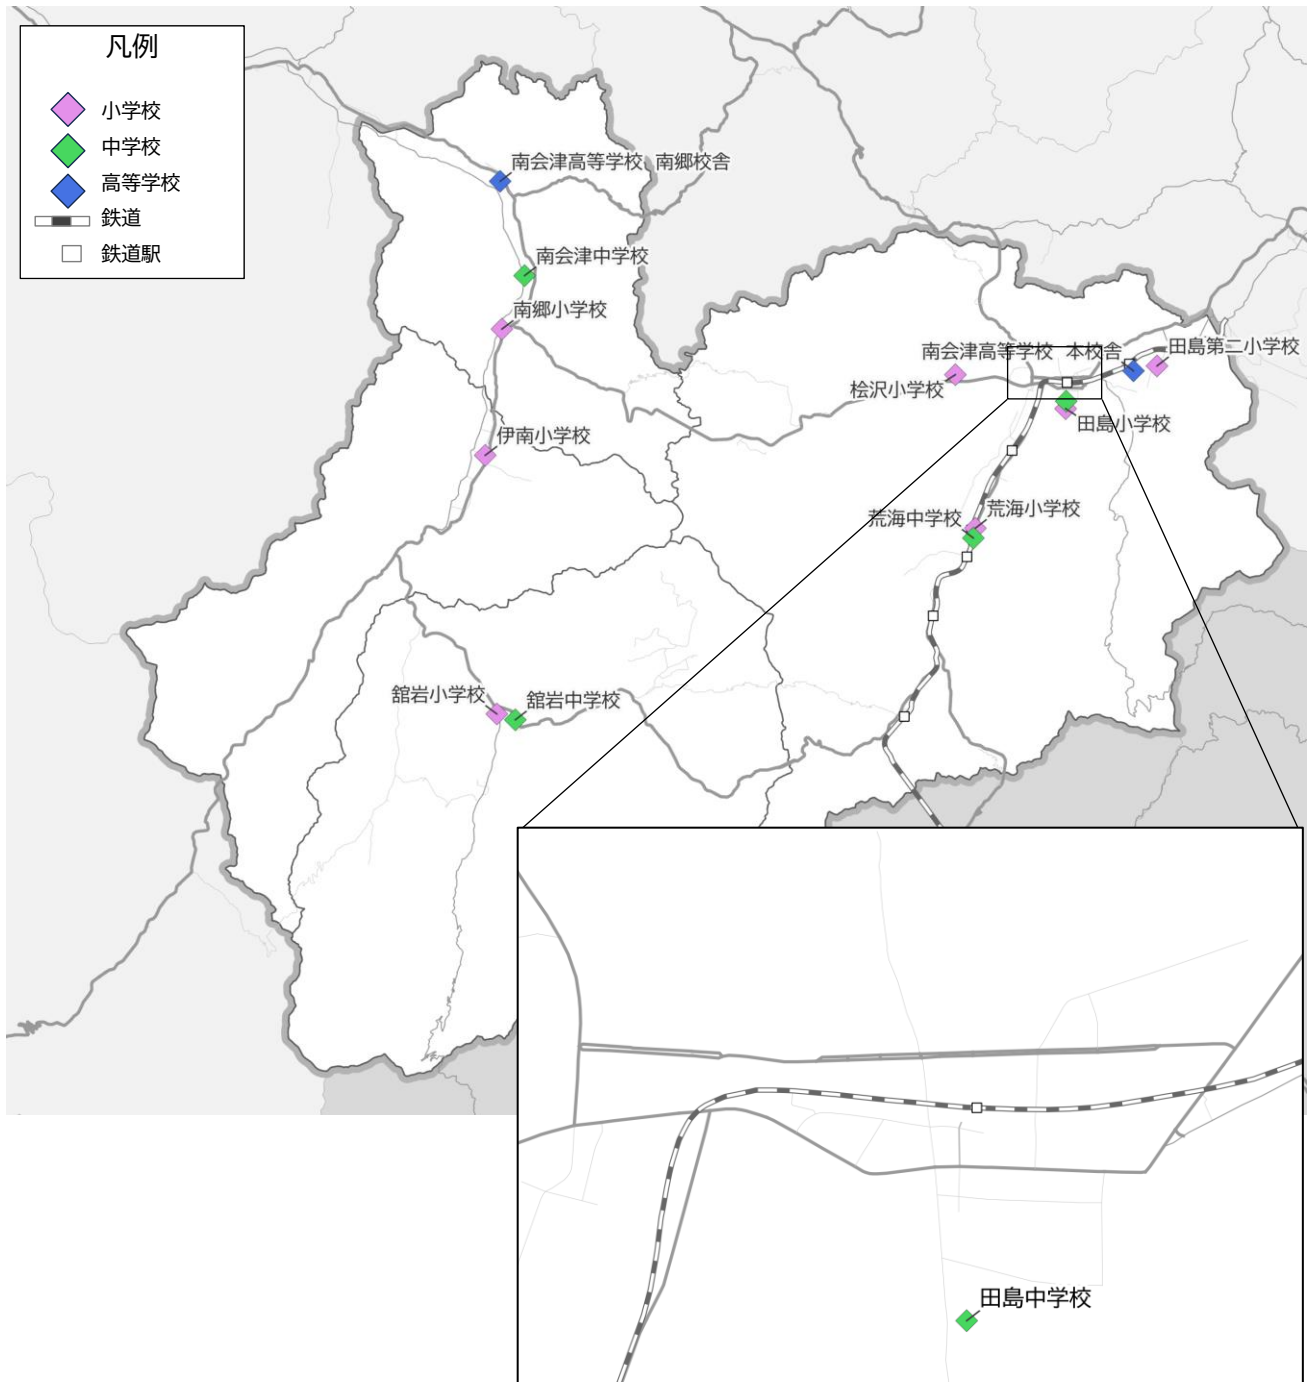 凡例
小学校
中学校
高等学校
鉄道
鉄道駅
南会津高等学校 南郷校舎
南会津中学校
南郷小学校
南会津高等学校 本校舎
田島第二小学校
桧沢小学校
田島小学校
伊南小学校
荒海小学校
荒海中学校
舘岩小学校
舘岩中学校
田島中学校